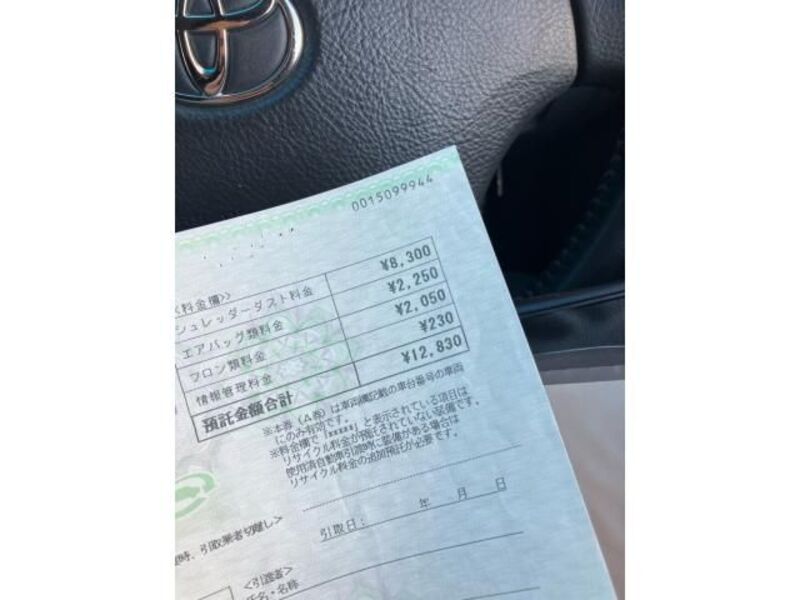 0015099944
<料金欄>>
シュレッダーダスト料金 ¥8,300
エアバッグ類料金 ¥2,250
フロン類料金 ¥2,050
情報管理料金 ¥230
預託金額合計 ¥12,830
※本券(A券)は車両欄記載の車台番号の車両
にのみ有効です。
※料金欄で「*****」と表示されている項目は
リサイクル料金が預託されていない装備です。
使用済自動車引渡時に装備がある場合は
リサイクル料金の追加預託が必要です。
時、引取業者切離し>
引取日: 年 月 日
<引渡者>
氏名・名称